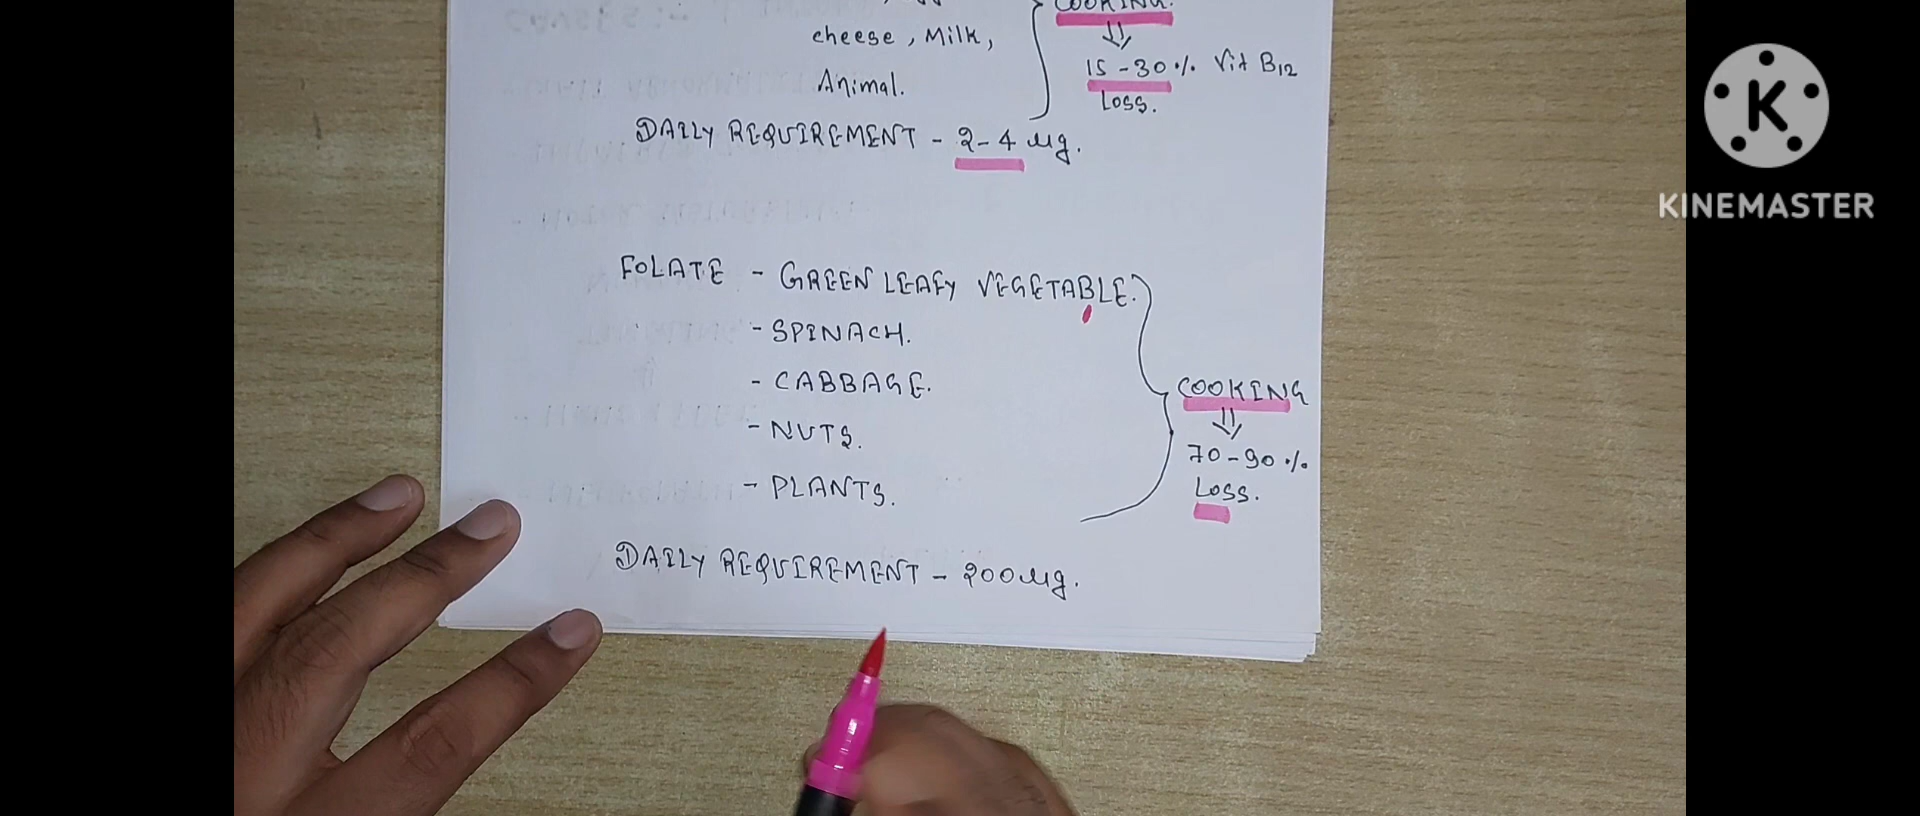 COOKING.
cheese, Milk,
Animal.
15-30% Vit B12
Loss.
DAILY REQUIREMENT - 2-4 µg.
FOLATE - GREEN LEAFY VEGETABLE.
- SPINACH.
- CABBAGE.
- NUTS.
- PLANTS.
COOKING
70-90%
Loss.
DAILY REQUIREMENT - 200 µg.
K
KINEMASTER